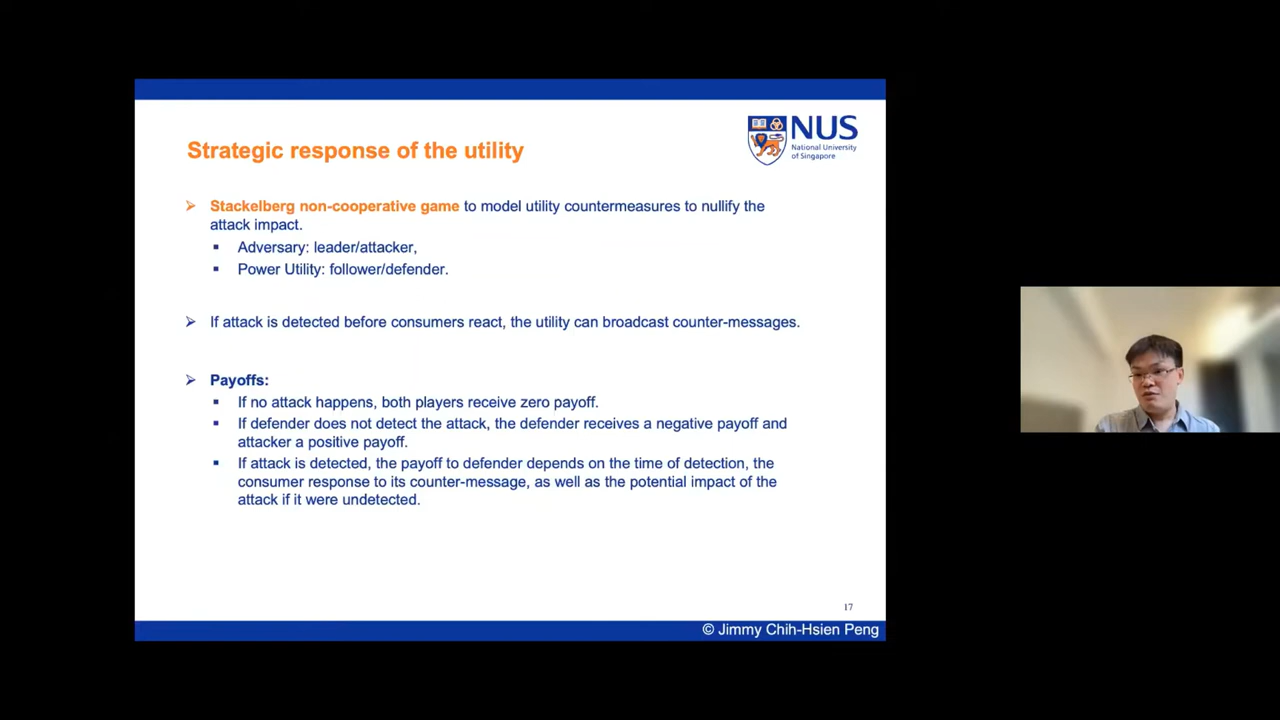 NUS
National University
of Singapore
Strategic response of the utility
Stackelberg non-cooperative game to model utility countermeasures to nullify the
attack impact.
Adversary: leader/attacker,
Power Utility: follower/defender.
If attack is detected before consumers react, the utility can broadcast counter-messages.
Payoffs:
If no attack happens, both players receive zero payoff.
If defender does not detect the attack, the defender receives a negative payoff and
attacker a positive payoff.
If attack is detected, the payoff to defender depends on the time of detection, the
consumer response to its counter-message, as well as the potential impact of the
attack if it were undetected.
17
© Jimmy Chih-Hsien Peng